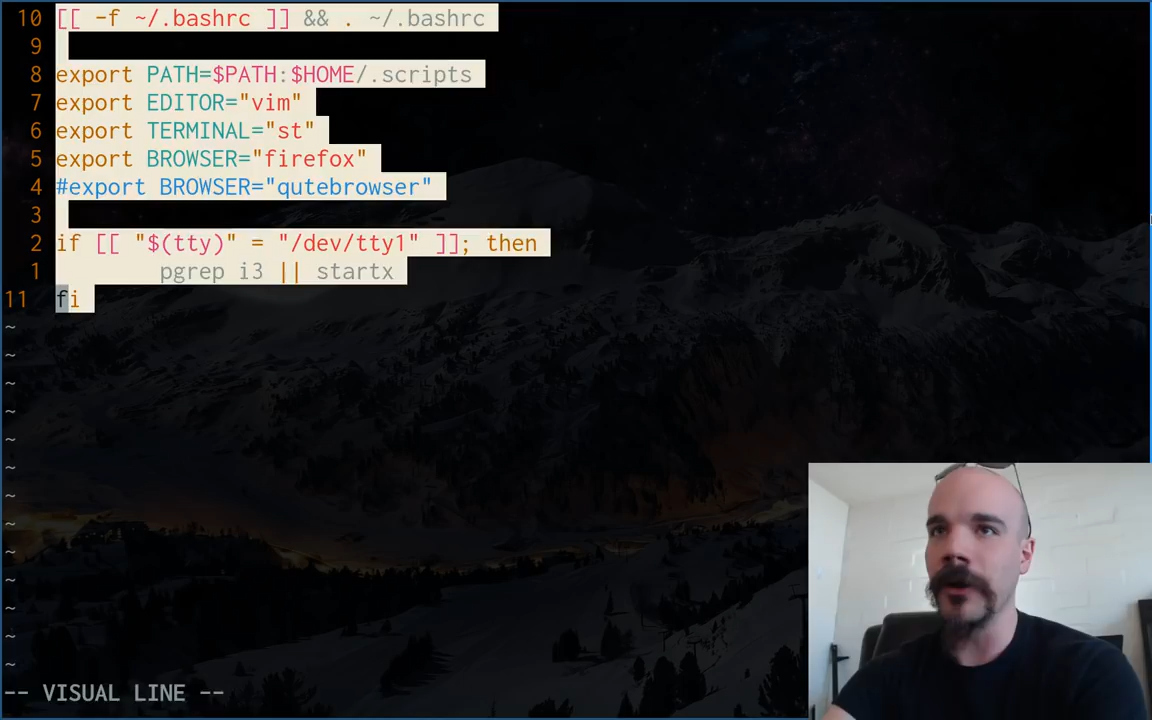 10 [[ -f ~/.bashrc ]] && . ~/.bashrc
9
8 export PATH=$PATH:$HOME/.scripts
7 export EDITOR="vim"
6 export TERMINAL="st"
5 export BROWSER="firefox"
4 #export BROWSER="qutebrowser"
3
2 if [[ "$(tty)" = "/dev/tty1" ]]; then
1 pgrep i3 || startx
11 fi
~
~
~
~
~
~
~
~
~
~
~
~
~
-- VISUAL LINE --